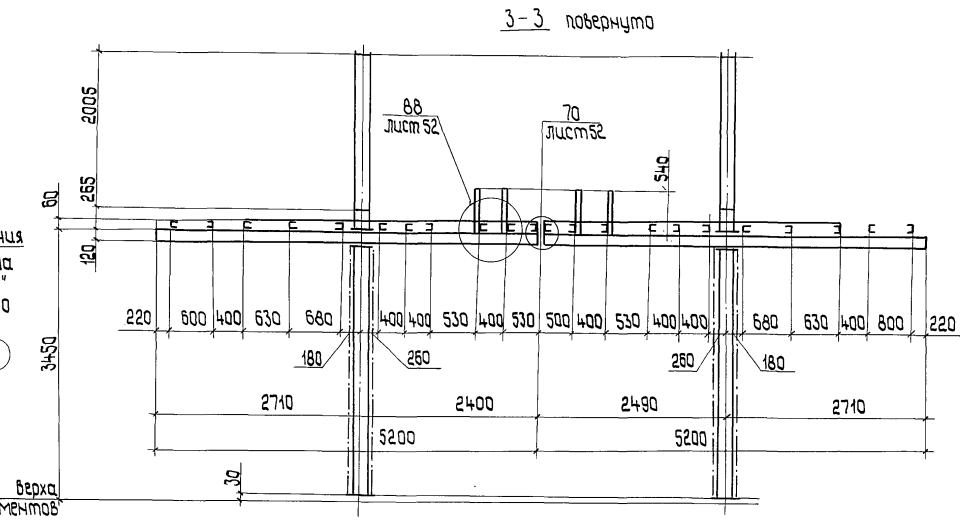 3-3 повернуто
88
лист 52
70
лист 52
2005
265
60
120
3450
540
ния
ла
"
о
220 600 400 630 680 400 400 530 400 530 500 400 530 400 400 680 630 400 800 220
180 260 260 180
2710 2400 2490 2710
5200 5200
30
верха
ментов